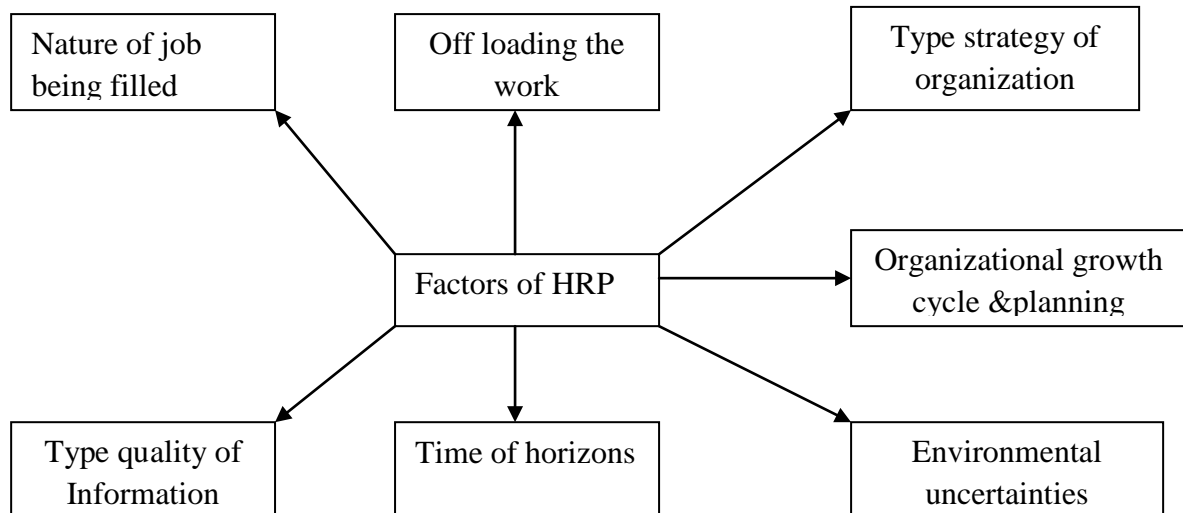 Nature of job
being filled
Off loading the
work
Type strategy of
organization
Factors of HRP
Organizational growth
cycle &planning
Type quality of
Information
Time of horizons
Environmental
uncertainties